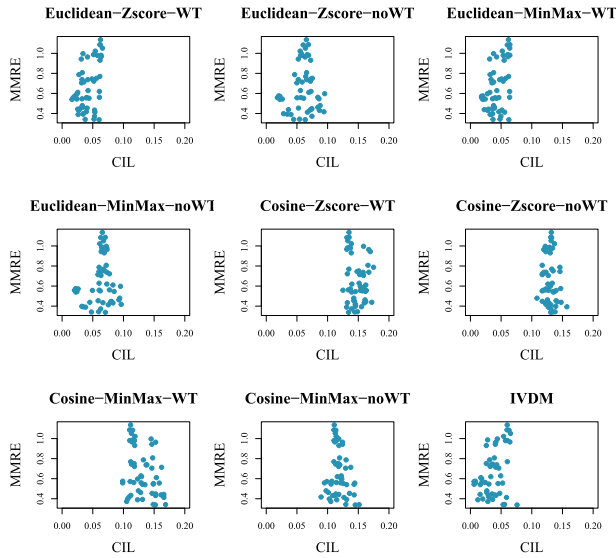 Euclidean−Zscore−WT Euclidean−Zscore−noWT Euclidean−MinMax−WT
MMRE 0.4 0.6 0.8 1.0 MMRE 0.4 0.6 0.8 1.0 MMRE 0.4 0.6 0.8 1.0
0.00 0.05 0.10 0.15 0.20 0.00 0.05 0.10 0.15 0.20 0.00 0.05 0.10 0.15 0.20
CIL CIL CIL
Euclidean−MinMax−noWT Cosine−Zscore−WT Cosine−Zscore−noWT
MMRE 0.4 0.6 0.8 1.0 MMRE 0.4 0.6 0.8 1.0 MMRE 0.4 0.6 0.8 1.0
0.00 0.05 0.10 0.15 0.20 0.00 0.05 0.10 0.15 0.20 0.00 0.05 0.10 0.15 0.20
CIL CIL CIL
Cosine−MinMax−WT Cosine−MinMax−noWT IVDM
MMRE 0.4 0.6 0.8 1.0 MMRE 0.4 0.6 0.8 1.0 MMRE 0.4 0.6 0.8 1.0
0.00 0.05 0.10 0.15 0.20 0.00 0.05 0.10 0.15 0.20 0.00 0.05 0.10 0.15 0.20
CIL CIL CIL